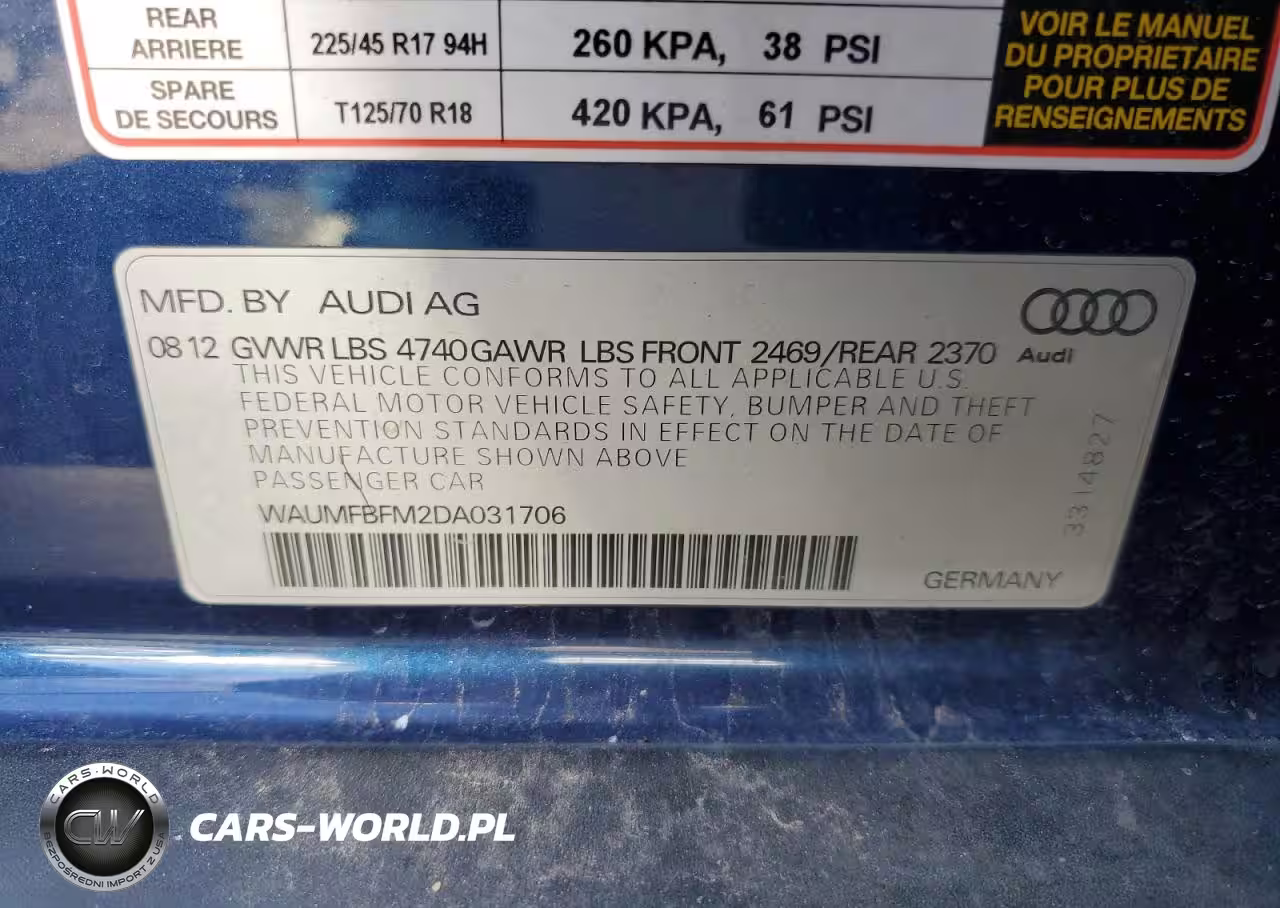 REAR
ARRIERE
225/45 R17 94H
260 KPA, 38 PSI
SPARE
DE SECOURS
T125/70 R18
420 KPA, 61 PSI
VOIR LE MANUEL
DU PROPRIETAIRE
POUR PLUS DE
RENSEIGNEMENTS
MFD. BY AUDI AG
08 12 GVWR LBS 4740 GAWR LBS FRONT 2469/REAR 2370
Audi
THIS VEHICLE CONFORMS TO ALL APPLICABLE U.S.
FEDERAL MOTOR VEHICLE SAFETY, BUMPER AND THEFT
PREVENTION STANDARDS IN EFFECT ON THE DATE OF
MANUFACTURE SHOWN ABOVE
PASSENGER CAR
WAUMFBFM2DA031706
3314827
GERMANY
CARS-WORLD
CW
BEZPOŚREDNI IMPORT Z USA
CARS-WORLD.PL